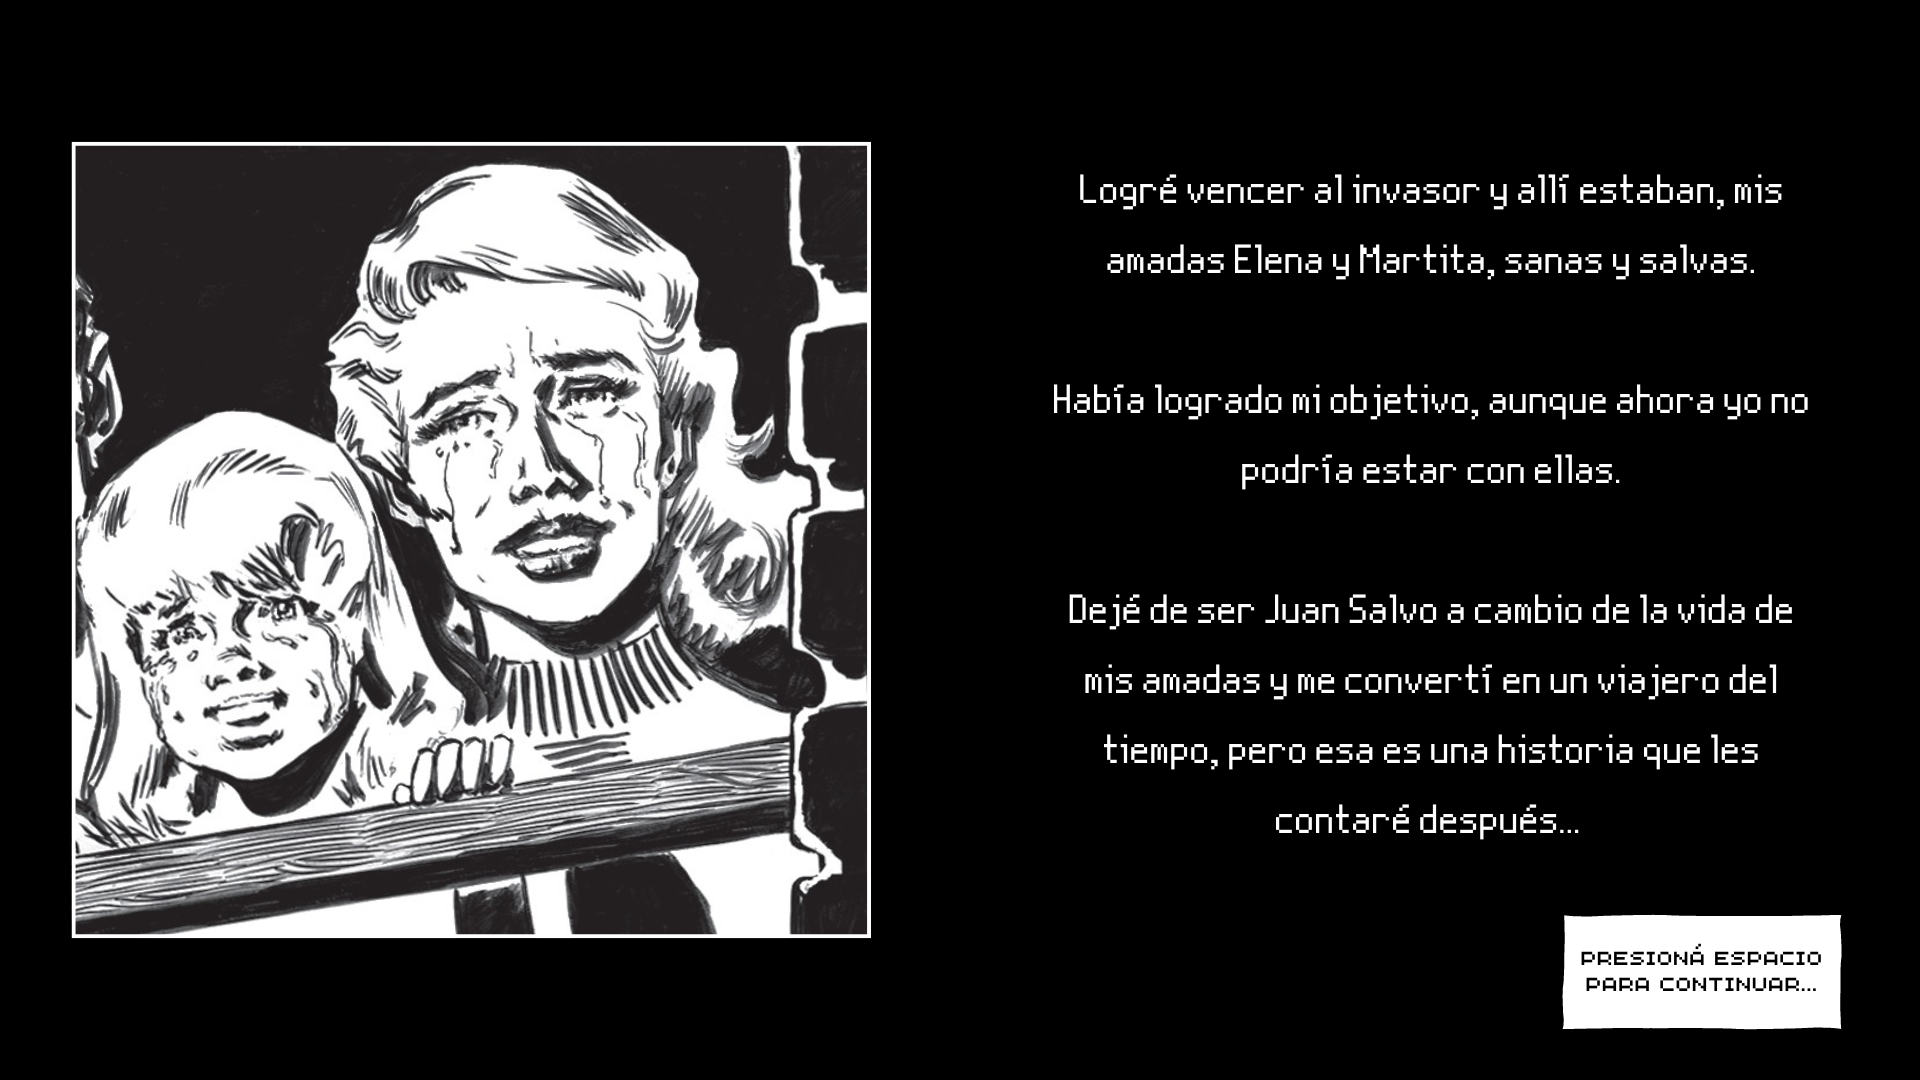 Logré vencer al invasor y allí estaban, mis
amadas Elena y Martita, sanas y salvas.
Había logrado mi objetivo, aunque ahora yo no
podría estar con ellas.
Dejé de ser Juan Salvo a cambio de la vida de
mis amadas y me convertí en un viajero del
tiempo, pero esa es una historia que les
contaré después...
PRESIONÁ ESPACIO
PARA CONTINUAR...